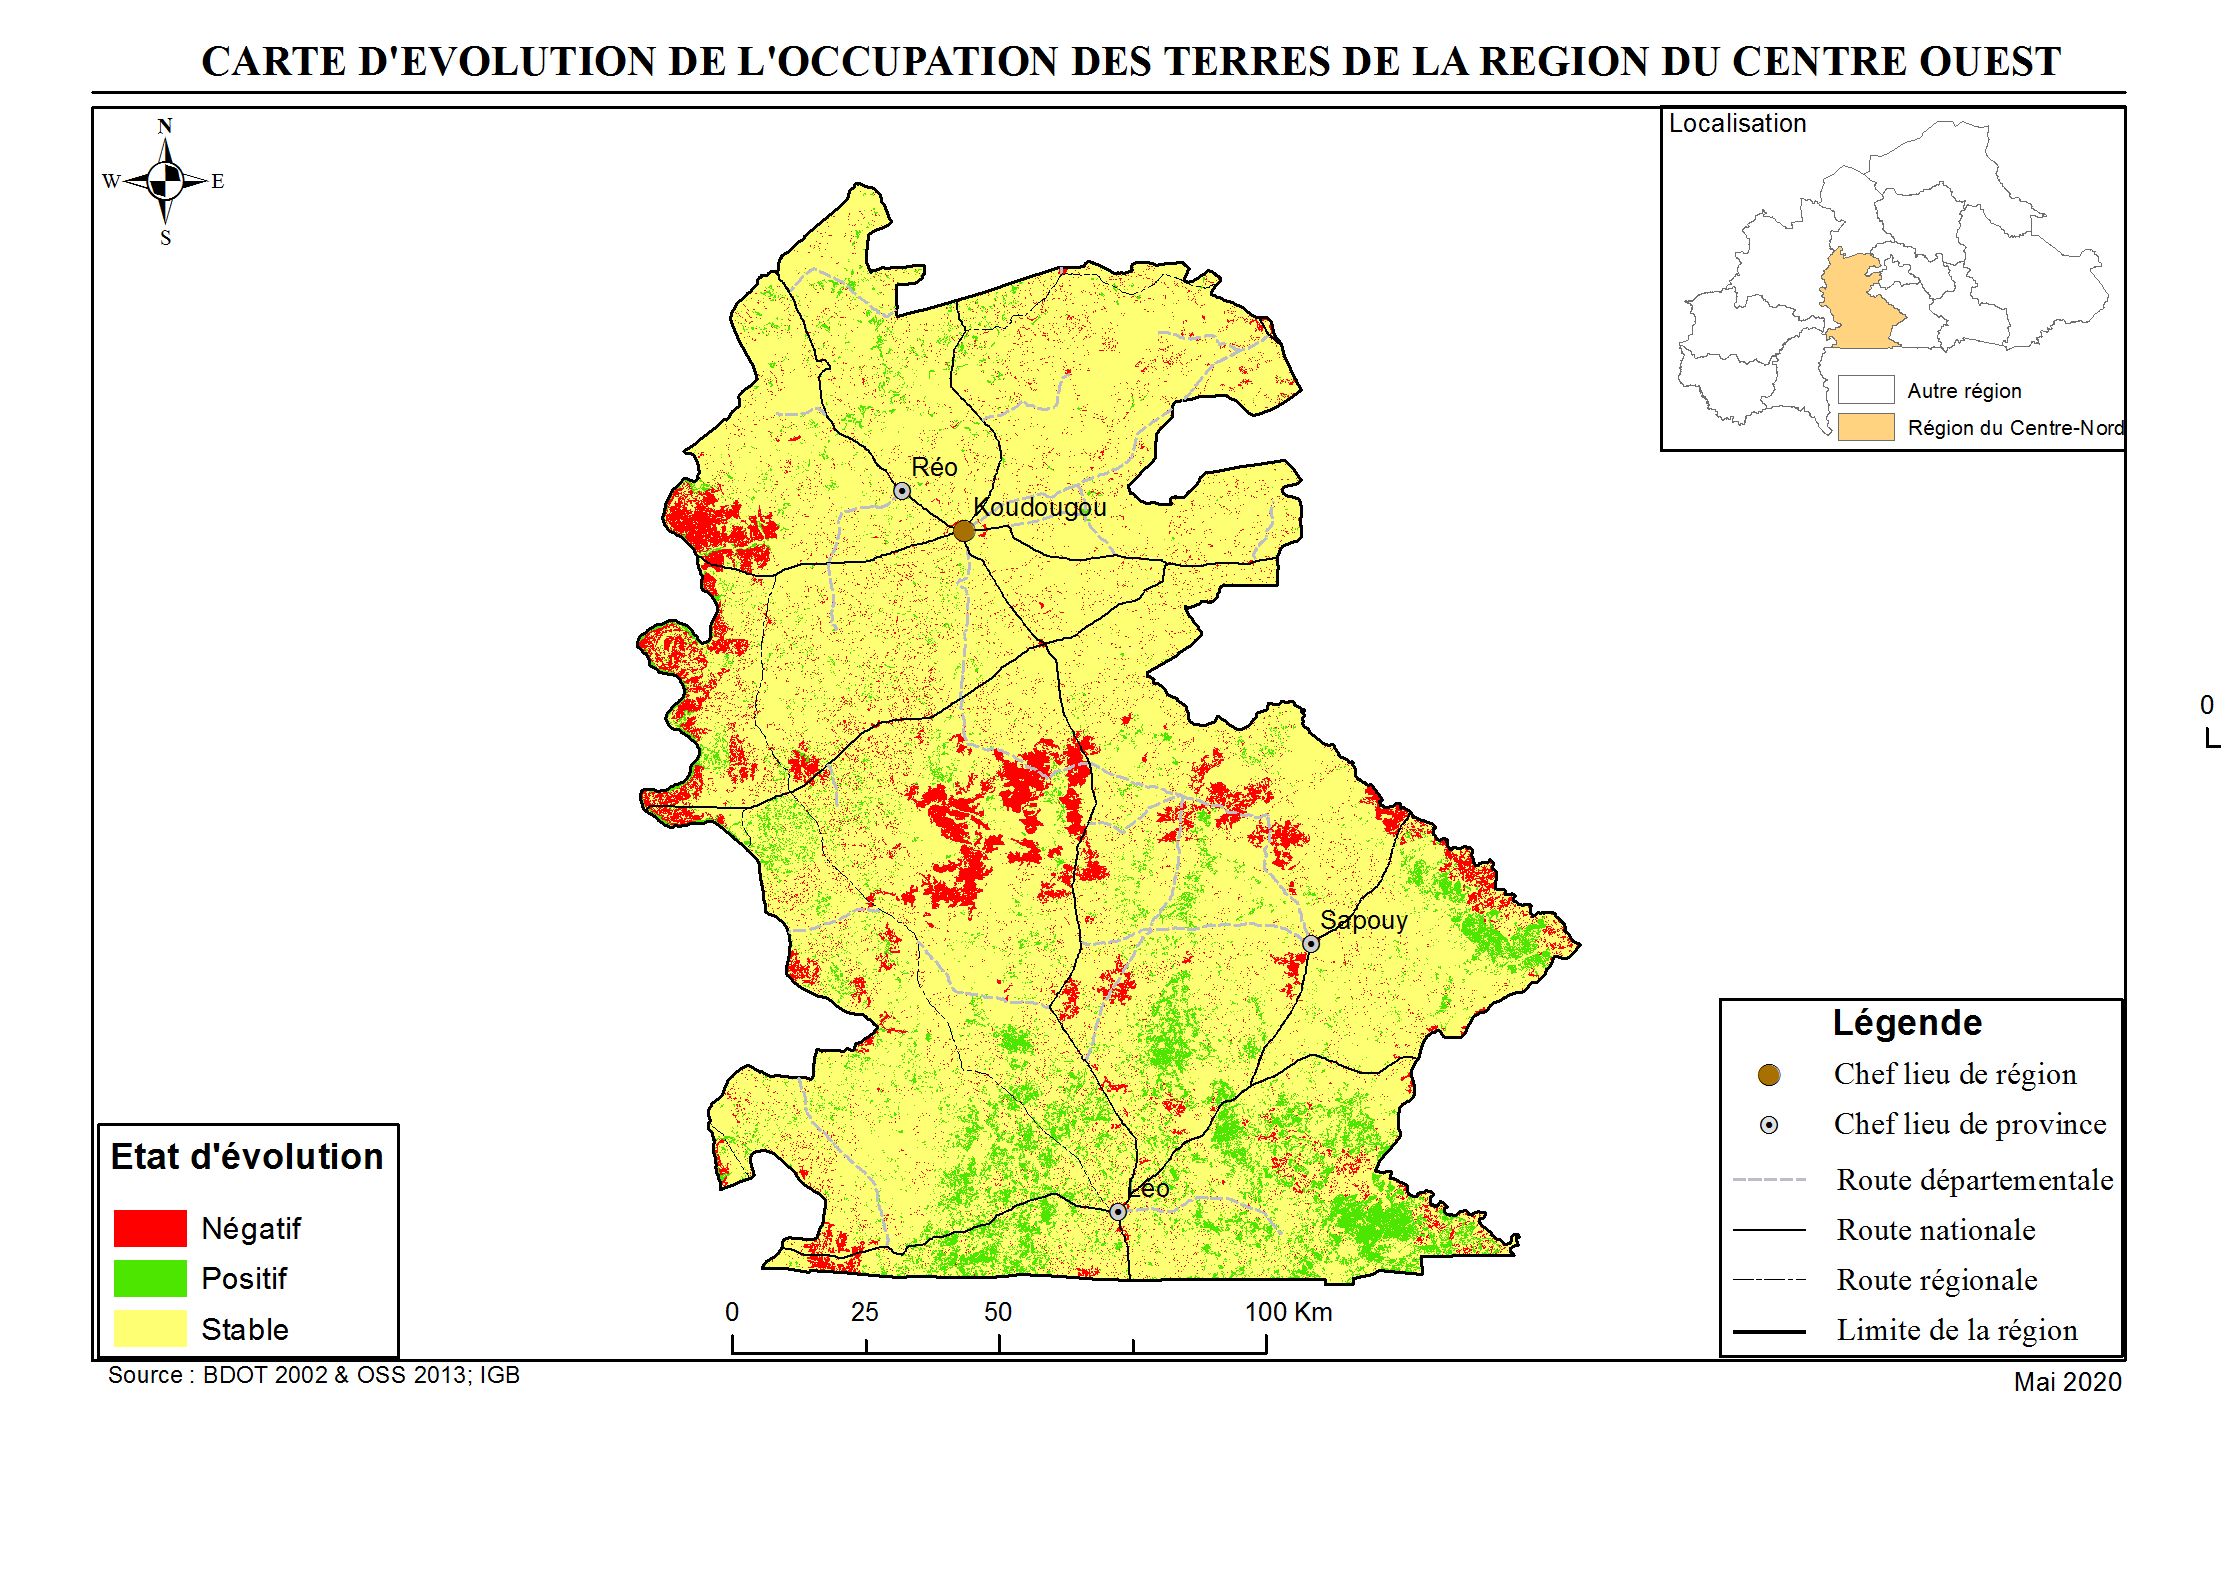 CARTE D'EVOLUTION DE L'OCCUPATION DES TERRES DE LA REGION DU CENTRE OUEST
N
W
E
S
Localisation
Autre région
Région du Centre-Nord
Réo
Koudougou
Sapouy
Léo
0
Légende
Chef lieu de région
Chef lieu de province
Route départementale
Route nationale
Route régionale
Limite de la région
Etat d'évolution
Négatif
Positif
Stable
0 25 50 100 Km
Source : BDOT 2002 & OSS 2013; IGB
Mai 2020